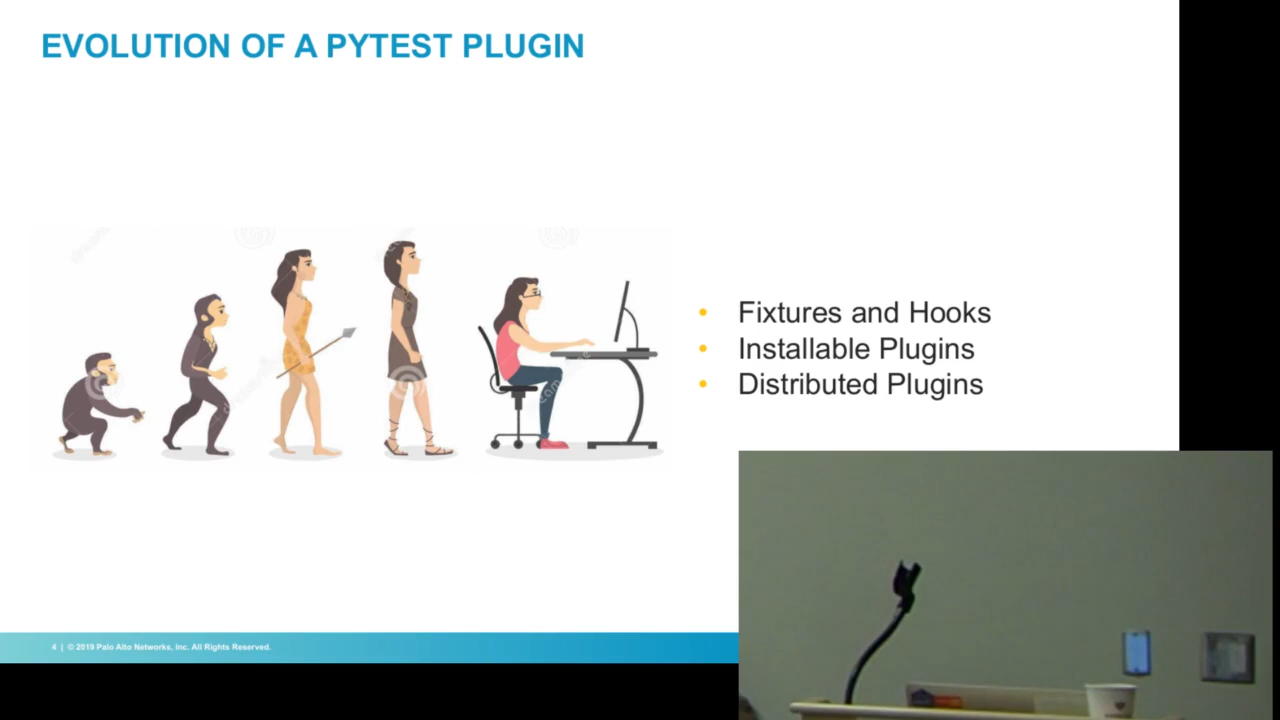 EVOLUTION OF A PYTEST PLUGIN
• Fixtures and Hooks
• Installable Plugins
• Distributed Plugins
4 | © 2019 Palo Alto Networks, Inc. All Rights Reserved.